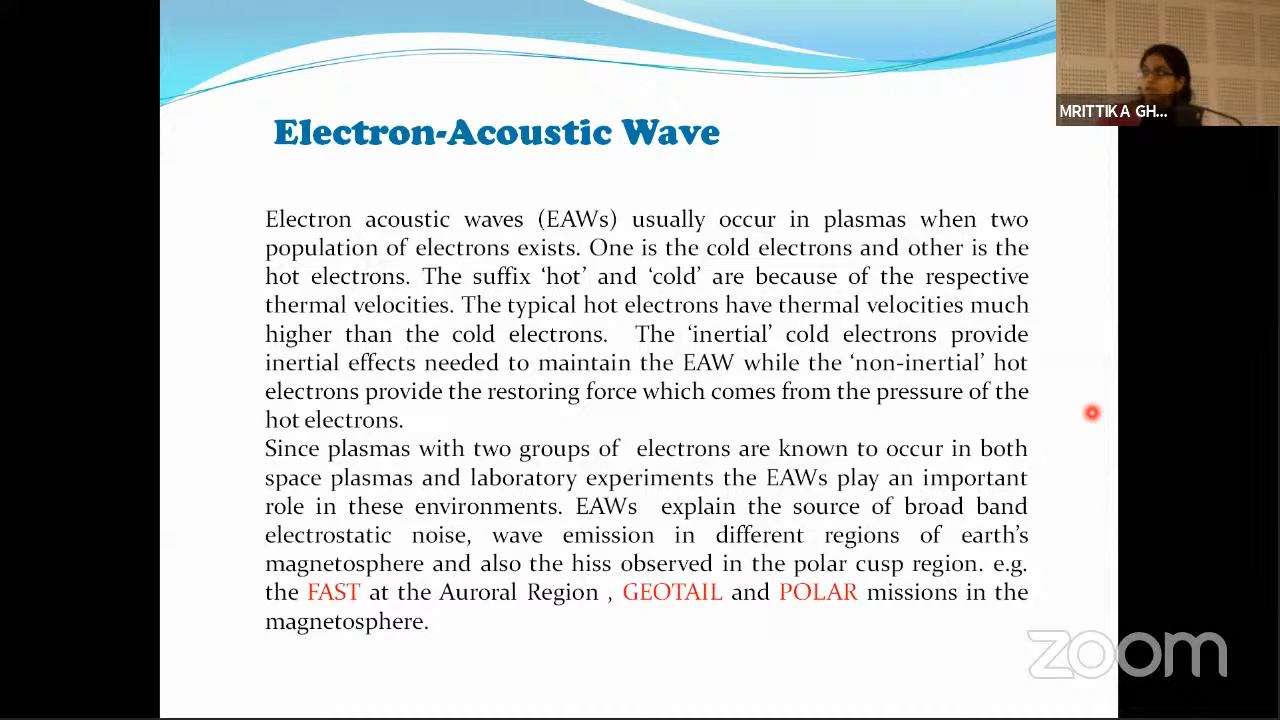 MRITTIKA GH...
Electron-Acoustic Wave
Electron acoustic waves (EAWs) usually occur in plasmas when two
population of electrons exists. One is the cold electrons and other is the
hot electrons. The suffix ‘hot’ and ‘cold’ are because of the respective
thermal velocities. The typical hot electrons have thermal velocities much
higher than the cold electrons. The ‘inertial’ cold electrons provide
inertial effects needed to maintain the EAW while the ‘non-inertial’ hot
electrons provide the restoring force which comes from the pressure of the
hot electrons.
Since plasmas with two groups of electrons are known to occur in both
space plasmas and laboratory experiments the EAWs play an important
role in these environments. EAWs explain the source of broad band
electrostatic noise, wave emission in different regions of earth’s
magnetosphere and also the hiss observed in the polar cusp region. e.g.
the FAST at the Auroral Region , GEOTAIL and POLAR missions in the
magnetosphere.
zoom